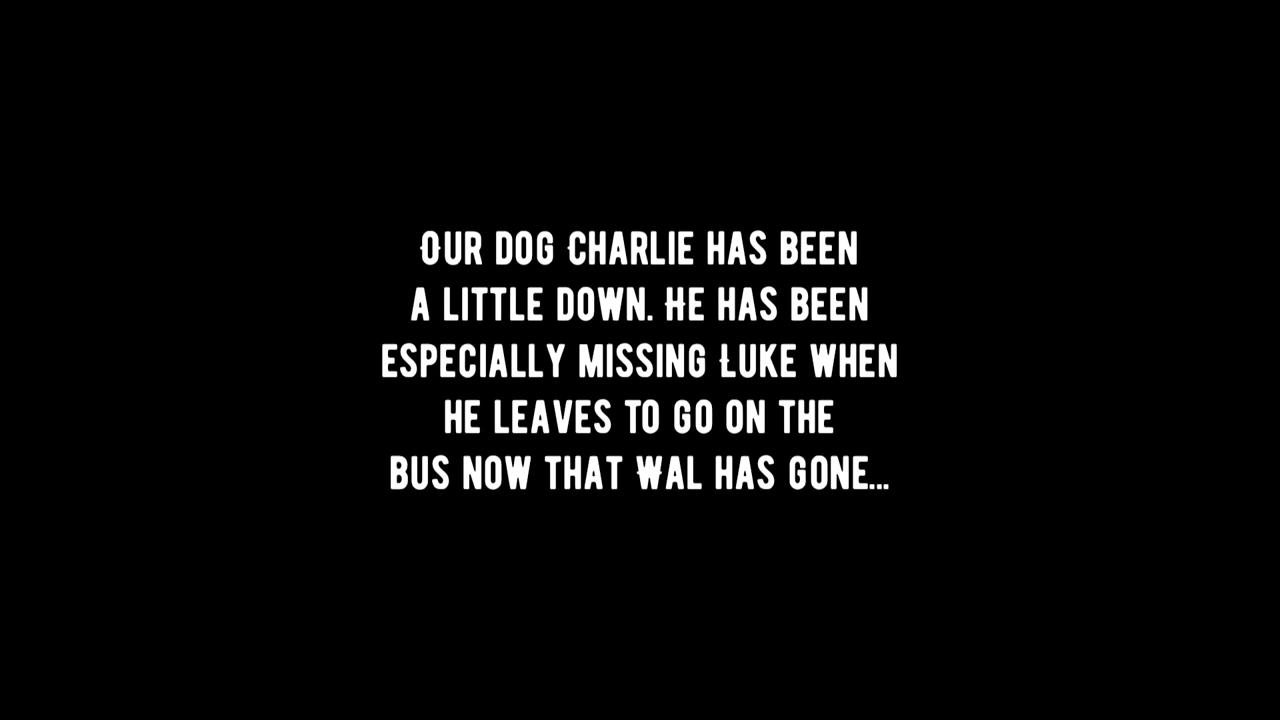 Our dog Charlie has been
a little down. He has been
especially missing Luke when
he leaves to go on the
bus now that Wal has gone...